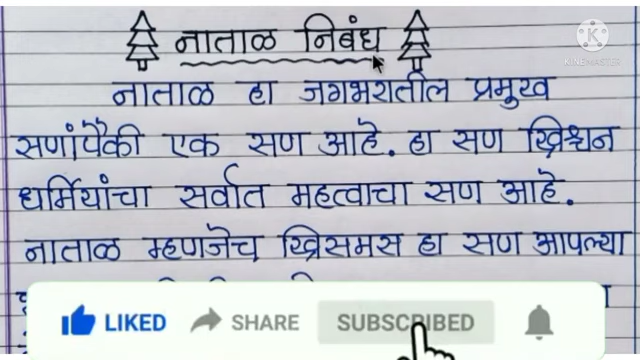 नाताळ निबंध
नाताळ हा जगभरातील प्रमुख
सणांपैकी एक सण आहे. हा सण ख्रिश्चन
धर्मियांचा सर्वात महत्वाचा सण आहे.
नाताळ म्हणजेच ख्रिसमस हा सण आपल्या
LIKED SHARE SUBSCRIBED